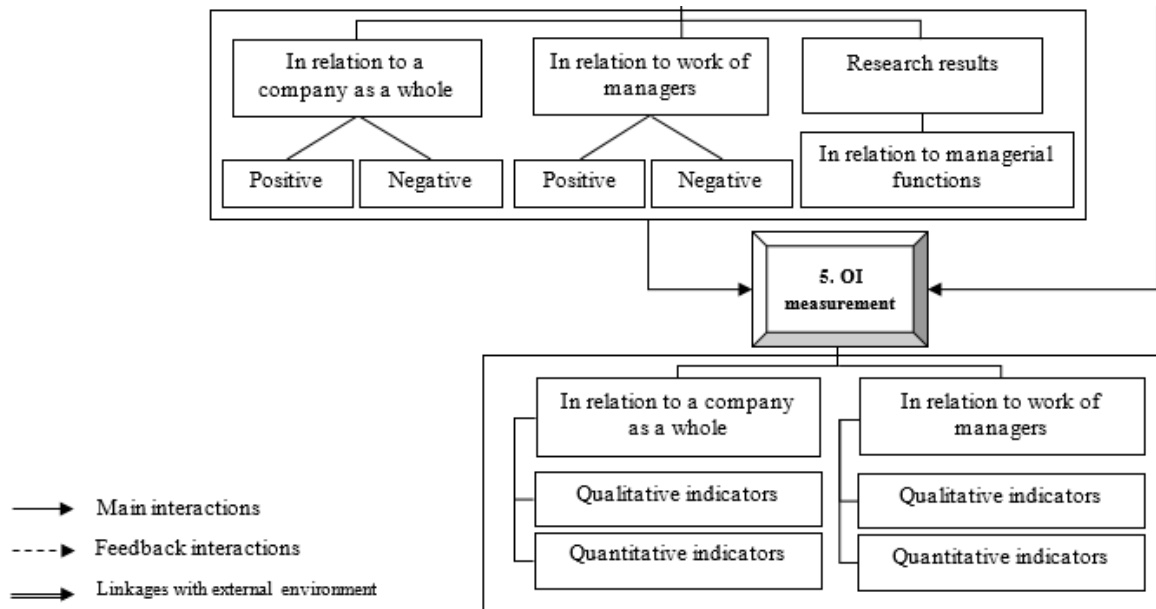 In relation to a
company as a whole
In relation to work of
managers
Research results
Positive
Negative
Positive
Negative
In relation to managerial
functions
5. OI
measurement
In relation to a company
as a whole
In relation to work of
managers
Qualitative indicators
Qualitative indicators
Quantitative indicators
Quantitative indicators
Main interactions
Feedback interactions
Linkages with external environment